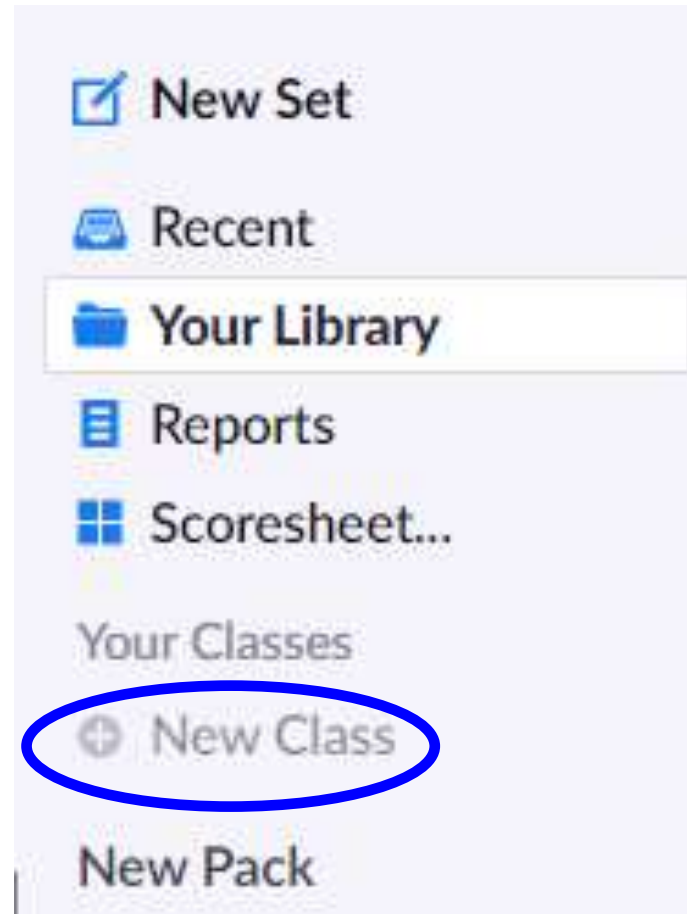 New Set
Recent
Your Library
Reports
Scoresheet...
Your Classes
New Class
New Pack